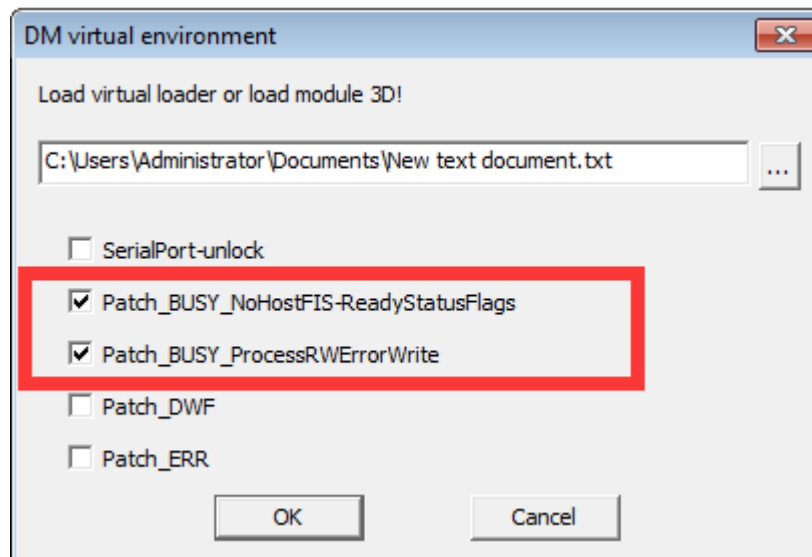 DM virtual environment
Load virtual loader or load module 3D!
C:\Users\Administrator\Documents\New text document.txt
...
SerialPort-unlock
Patch_BUSY_NoHostFIS-ReadyStatusFlags
Patch_BUSY_ProcessRWErrorWrite
Patch_DWF
Patch_ERR
OK Cancel